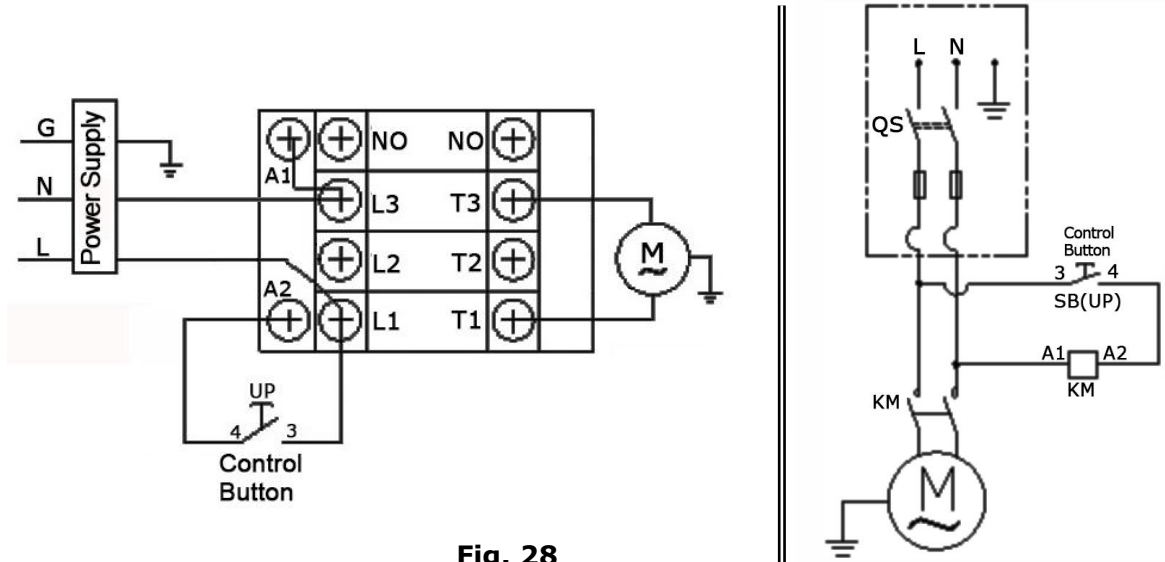 G
N
L
Power Supply
A1
A2
NO NO
L3 T3
L2 T2
L1 T1
M
UP
4 3
Control
Button
Fig. 28
L N
QS
Control
Button
3 4
SB(UP)
A1 A2
KM
KM
M